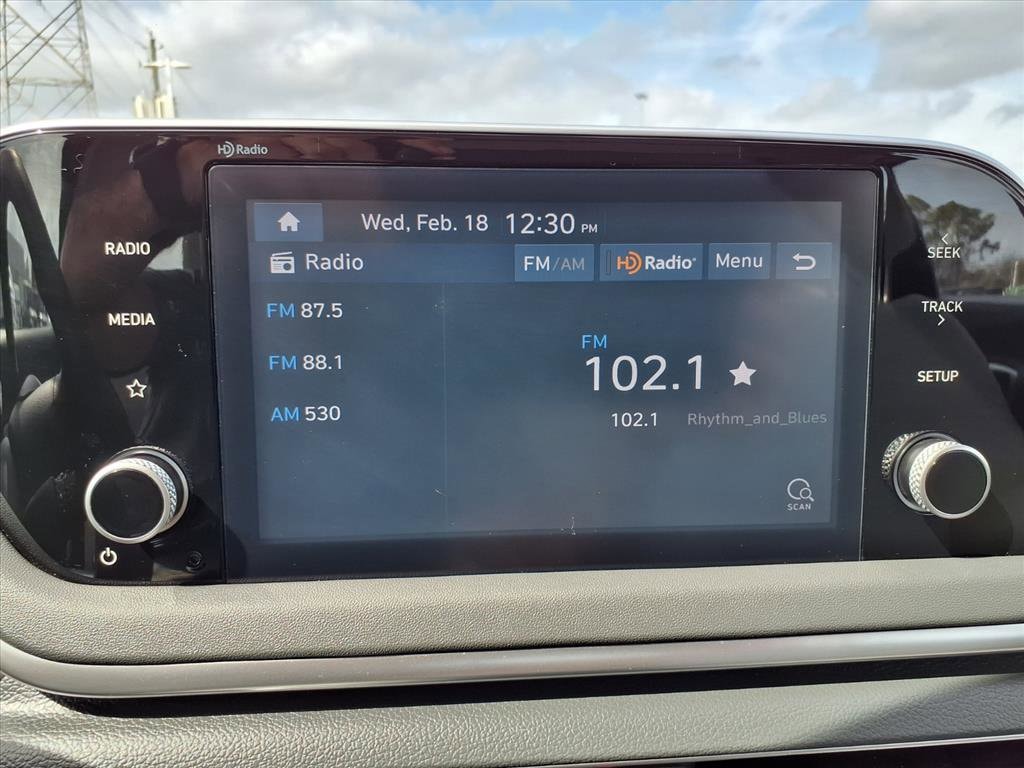 HD Radio
RADIO
MEDIA
Wed, Feb. 18 12:30 PM
Radio FM/AM HD Radio Menu
FM 87.5
FM 88.1
AM 530
FM
102.1
102.1 Rhythm_and_Blues
SCAN
SEEK
TRACK
SETUP